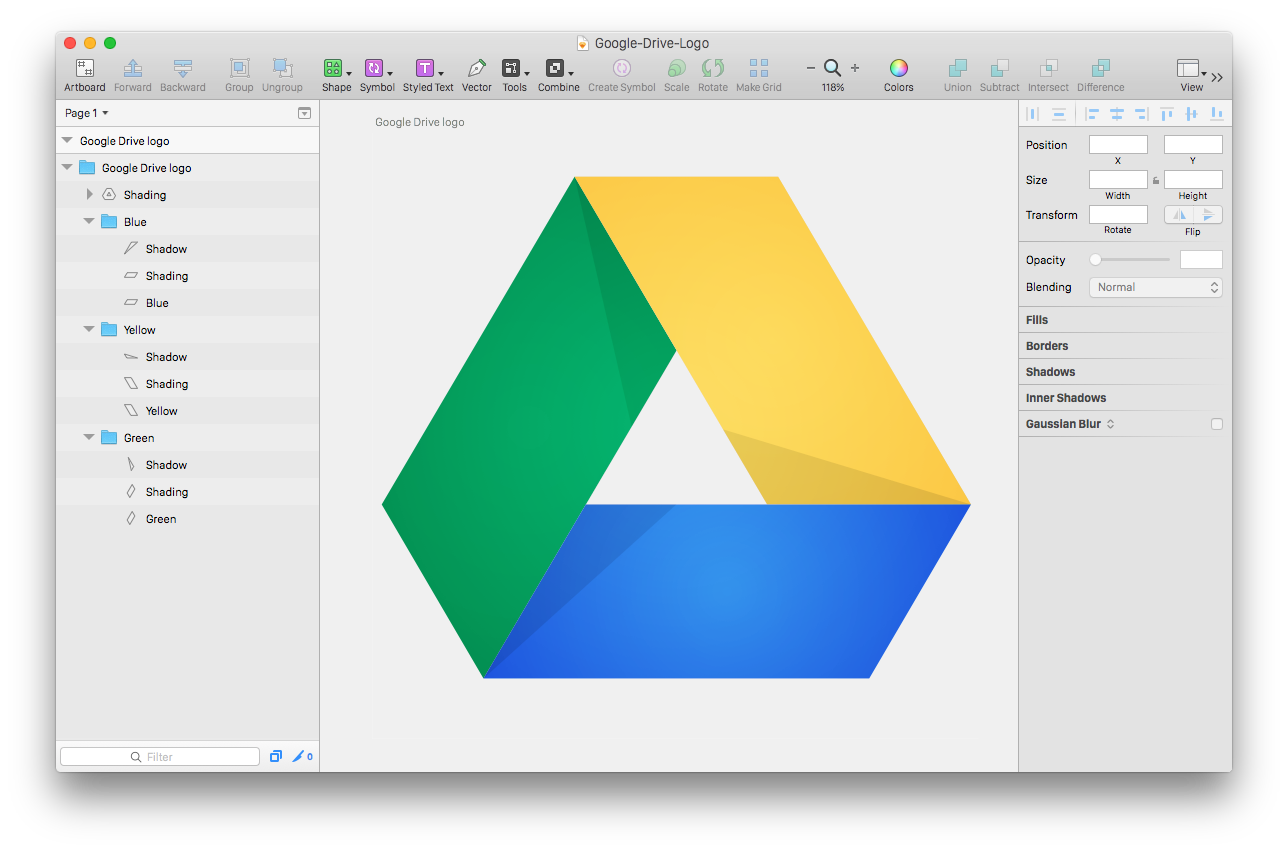 Google-Drive-Logo
Artboard Forward Backward Group Ungroup Shape Symbol Styled Text Vector Tools Combine Create Symbol Scale Rotate Make Grid 118% Colors Union Subtract Intersect Difference View
Page 1
Google Drive logo
Google Drive logo
Shading
Blue
Shadow
Shading
Blue
Yellow
Shadow
Shading
Yellow
Green
Shadow
Shading
Green
Filter 0
Google Drive logo
Position
X Y
Size
Width Height
Transform
Rotate Flip
Opacity
Blending Normal
Fills
Borders
Shadows
Inner Shadows
Gaussian Blur